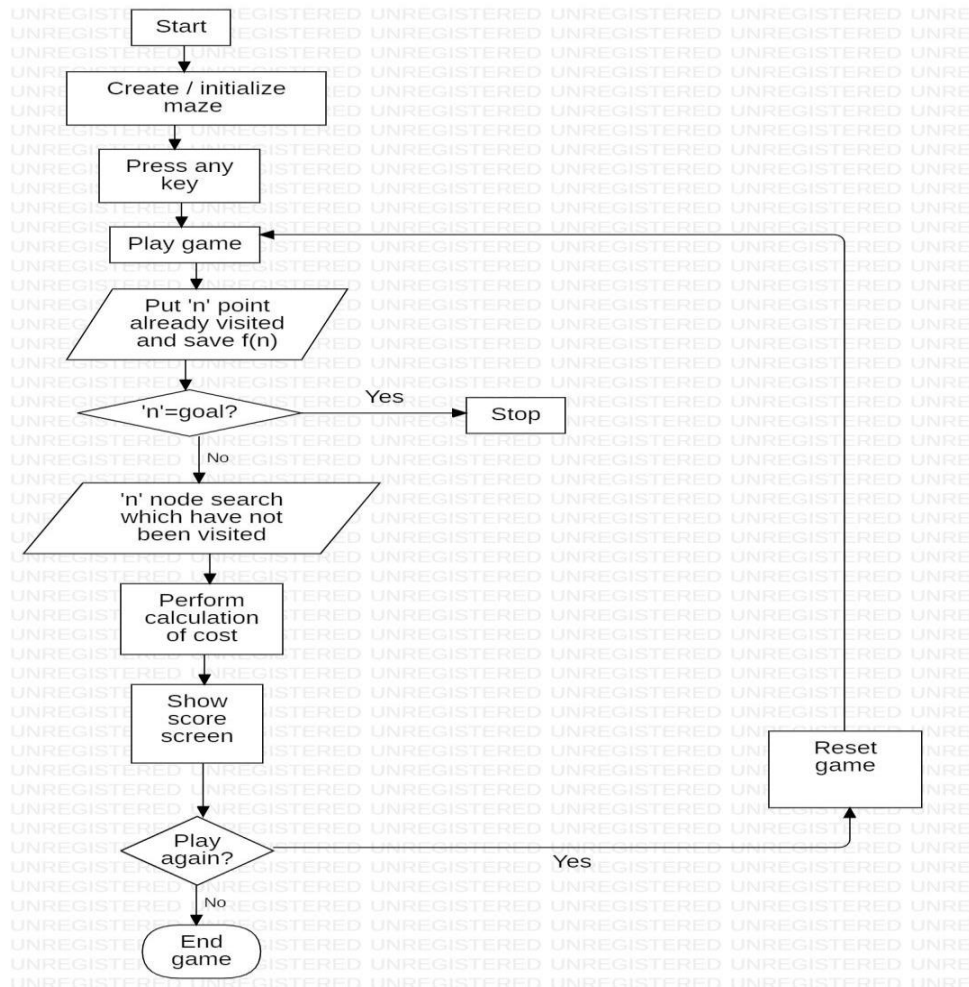 Start
Create / initialize
maze
Press any
key
Play game
Put 'n' point
already visited
and save f(n)
'n'=goal?
Yes
Stop
No
'n' node search
which have not
been visited
Perform
calculation
of cost
Show
score
screen
Reset
game
Play
again?
Yes
No
End
game
UNREGISTERED